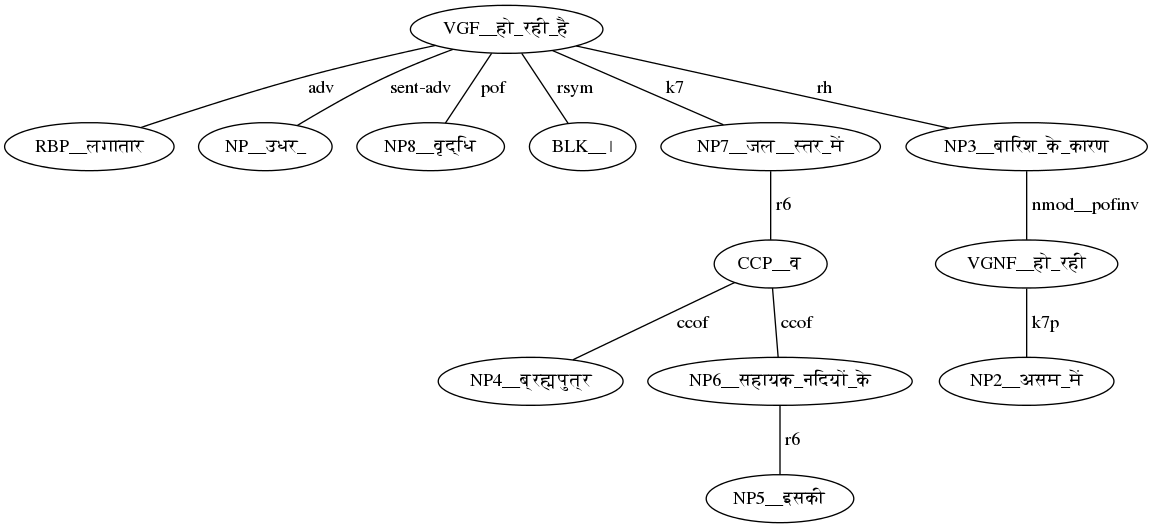 VGF__हो_रही_है
adv
sent-adv
pof
rsym
k7
rh
RBP__लगातार
NP__उधर_
NP8__वृद्धि
BLK__।
NP7__जल__स्तर_में
NP3__बारिश_के_कारण
r6
nmod__pofinv
CCP__व
VGNF__हो_रही
ccof
ccof
k7p
NP4__ब्रह्मपुत्र
NP6__सहायक_नदियों_के
NP2__असम_में
r6
NP5__इसकी